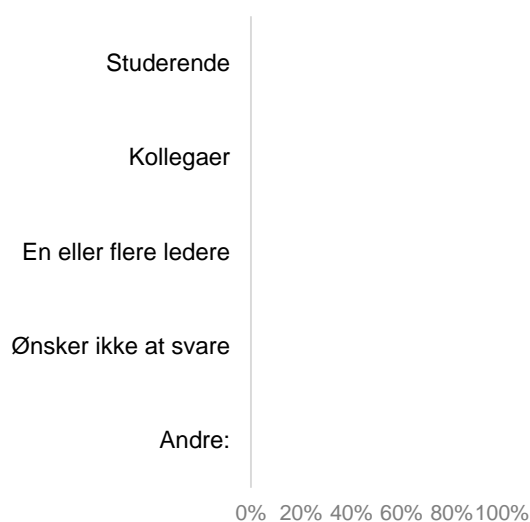 Studerende
Kollegaer
En eller flere ledere
Ønsker ikke at svare
Andre:
0% 20% 40% 60% 80% 100%